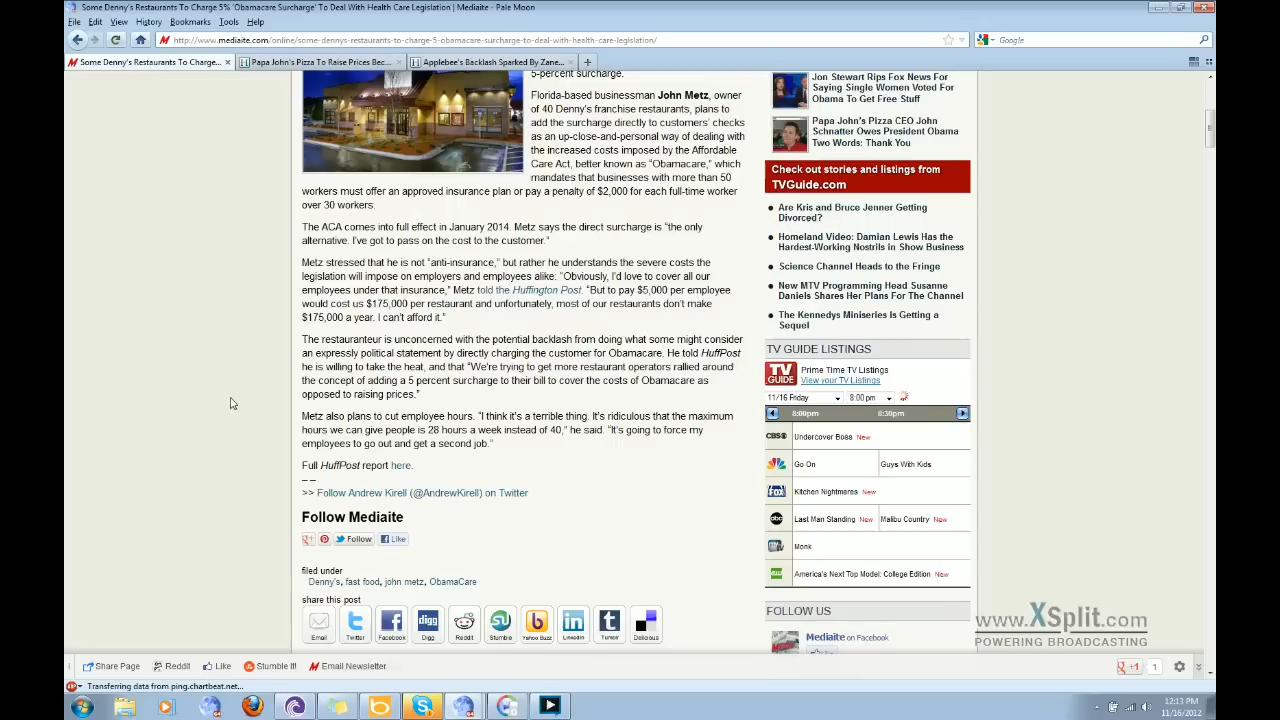 Some Denny's Restaurants To Charge 5% 'Obamacare Surcharge' To Deal With Health Care Legislation | Mediaite - Pale Moon
File Edit View History Bookmarks Tools Help
http://www.mediaite.com/online/some-dennys-restaurants-to-charge-5-obamacare-surcharge-to-deal-with-health-care-legislation/
Google
Some Denny's Restaurants To Charge...
Papa John's Pizza To Raise Prices Bec...
Applebee's Backlash Sparked By Zane...
5-percent surcharge.
Florida-based businessman John Metz, owner
of 40 Denny's franchise restaurants, plans to
add the surcharge directly to customers' checks
as an up-close-and-personal way of dealing with
the increased costs imposed by the Affordable
Care Act, better known as "Obamacare," which
mandates that businesses with more than 50
workers must offer an approved insurance plan or pay a penalty of $2,000 for each full-time worker
over 30 workers.
The ACA comes into full effect in January 2014. Metz says the direct surcharge is "the only
alternative. I've got to pass on the cost to the customer."
Metz stressed that he is not "anti-insurance," but rather he understands the severe costs the
legislation will impose on employers and employees alike: "Obviously, I'd love to cover all our
employees under that insurance," Metz told the Huffington Post. "But to pay $5,000 per employee
would cost us $175,000 per restaurant and unfortunately, most of our restaurants don't make
$175,000 a year. I can't afford it."
The restauranteur is unconcerned with the potential backlash from doing what some might consider
an expressly political statement by directly charging the customer for Obamacare. He told HuffPost
he is willing to take the heat, and that "We're trying to get more restaurant operators rallied around
the concept of adding a 5 percent surcharge to their bill to cover the costs of Obamacare as
opposed to raising prices."
Metz also plans to cut employee hours. "I think it's a terrible thing. It's ridiculous that the maximum
hours we can give people is 28 hours a week instead of 40," he said. "It's going to force my
employees to go out and get a second job."
Full HuffPost report here.
– –
>> Follow Andrew Kirell (@AndrewKirell) on Twitter
Follow Mediaite
Follow Like
filed under
Denny's, fast food, john metz, ObamaCare
share this post
Email Twitter Facebook Digg Reddit Stumble Yahoo Buzz LinkedIn Tumblr Delicious
Jon Stewart Rips Fox News For
Saying Single Women Voted For
Obama To Get Free Stuff
Papa John's Pizza CEO John
Schnatter Owes President Obama
Two Words: Thank You
Check out stories and listings from
TVGuide.com
Are Kris and Bruce Jenner Getting
Divorced?
Homeland Video: Damian Lewis Has the
Hardest-Working Nostrils in Show Business
Science Channel Heads to the Fringe
New MTV Programming Head Susanne
Daniels Shares Her Plans For The Channel
The Kennedys Miniseries Is Getting a
Sequel
TV GUIDE LISTINGS
TV GUIDE
Prime Time TV Listings
View your TV Listings
11/16 Friday 8:00 pm
8:00pm 8:30pm
CBS Undercover Boss New
Go On Guys With Kids
FOX Kitchen Nightmares New
abc Last Man Standing New Malibu Country New
Monk
America's Next Top Model: College Edition New
FOLLOW US
Mediaite on Facebook
www.XSplit.com
POWERING BROADCASTING
Share Page Reddit Like Stumble It! Email Newsletter
+1 1
Transferring data from ping.chartbeat.net...
12:13 PM
11/16/2012